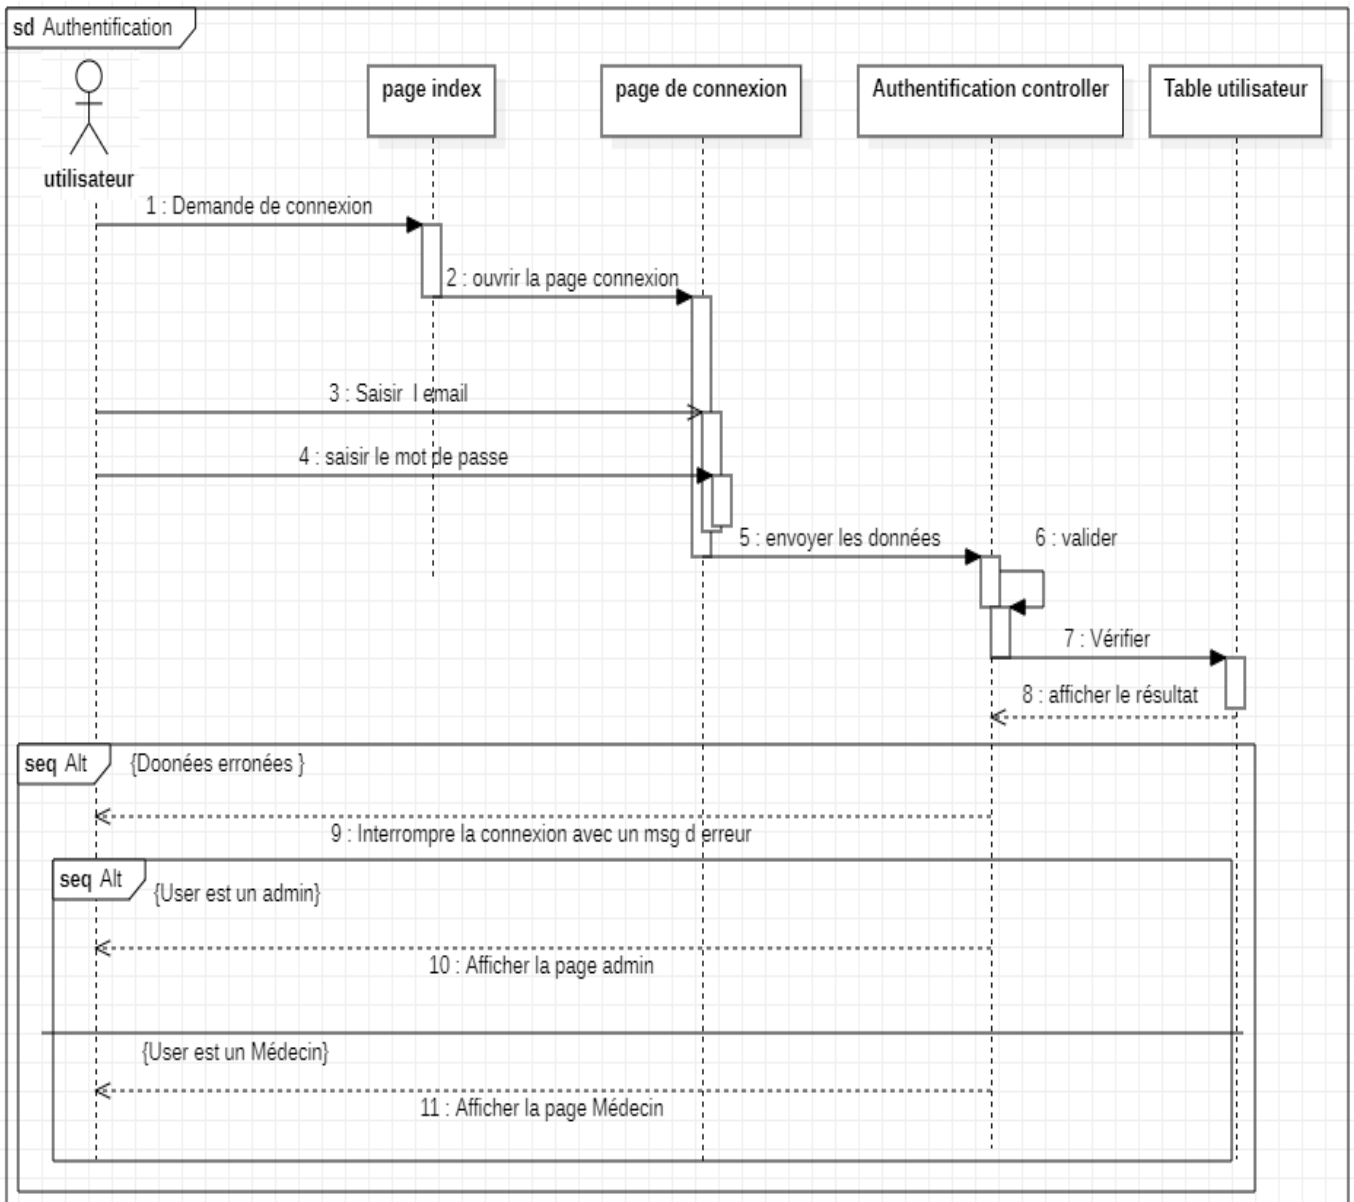 sd Authentification
page index
page de connexion
Authentification controller
Table utilisateur
utilisateur
1 : Demande de connexion
2 : ouvrir la page connexion
3 : Saisir l email
4 : saisir le mot de passe
5 : envoyer les données
6 : valider
7 : Vérifier
8 : afficher le résultat
seq Alt
{Doonées erronées }
9 : Interrompre la connexion avec un msg d erreur
seq Alt
{User est un admin}
10 : Afficher la page admin
{User est un Médecin}
11 : Afficher la page Médecin